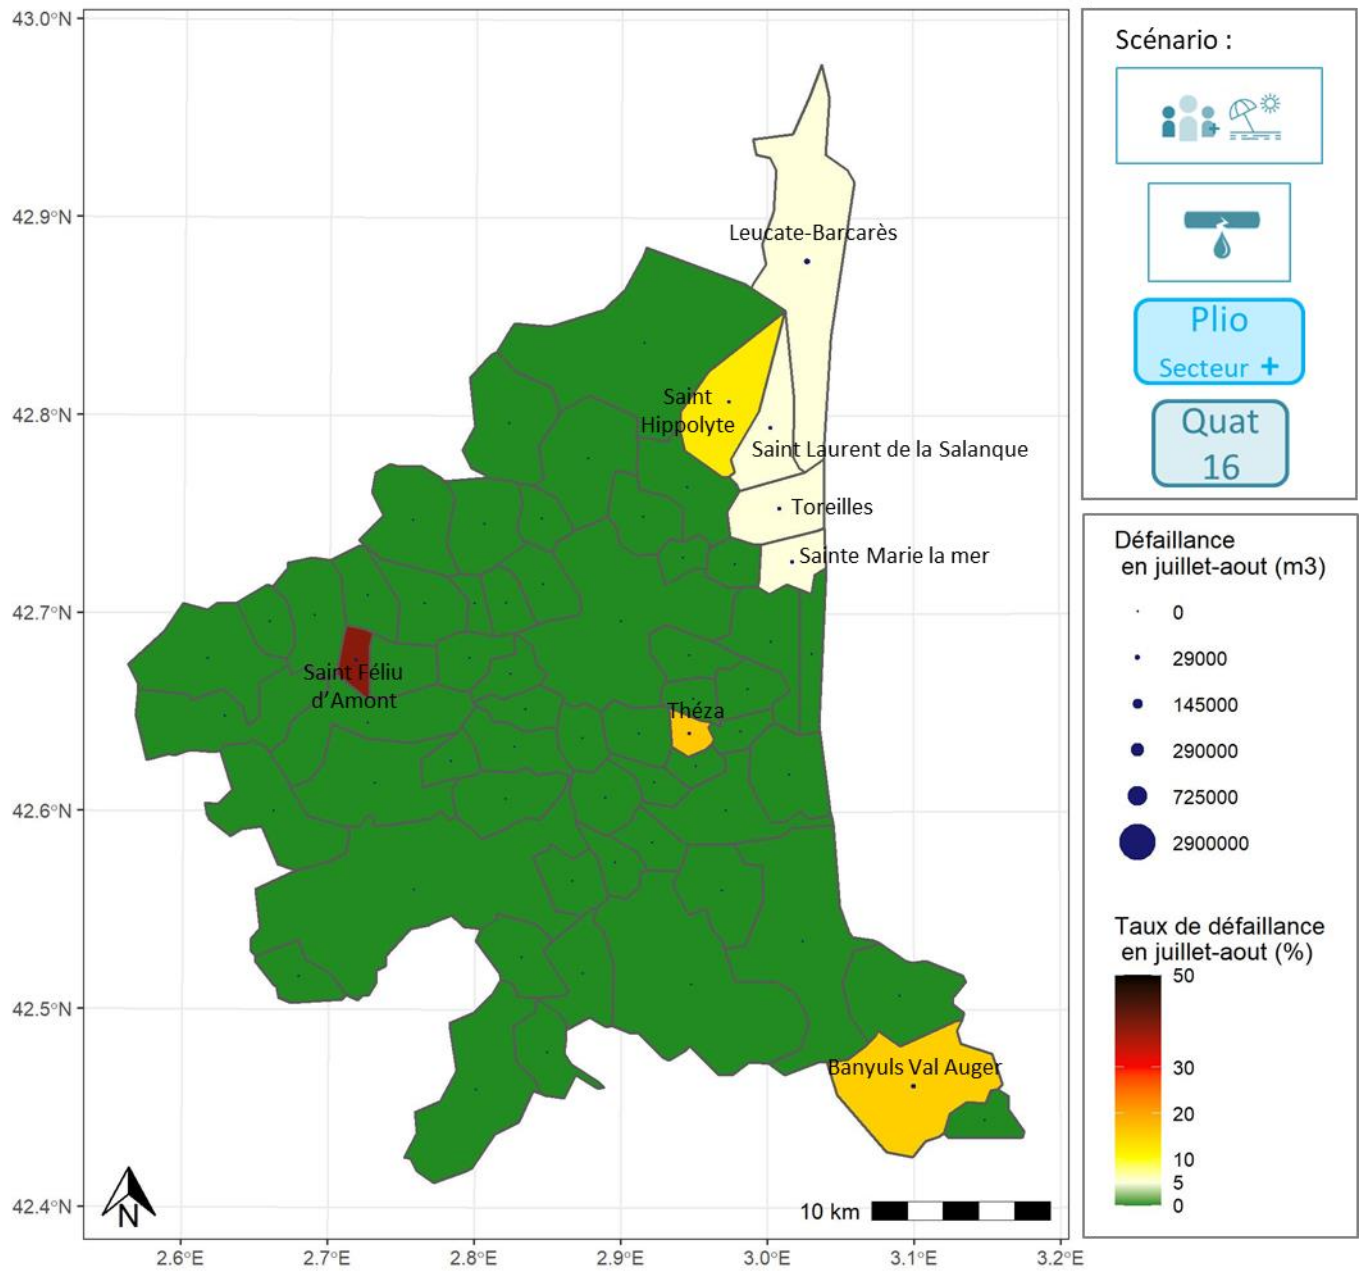 43.0°N
42.9°N
42.8°N
42.7°N
42.6°N
42.5°N
42.4°N
2.6°E
2.7°E
2.8°E
2.9°E
3.0°E
3.1°E
3.2°E
Leucate-Barcarès
Saint
Hippolyte
Saint Laurent de la Salanque
Toreilles
Sainte Marie la mer
Saint Féliu
d'Amont
Théza
Banyuls Val Auger
N
10 km
Scénario :
Plio
Secteur +
Quat
16
Défaillance
en juillet-aout (m3)
0
29000
145000
290000
725000
2900000
Taux de défaillance
en juillet-aout (%)
50
30
20
10
5
0